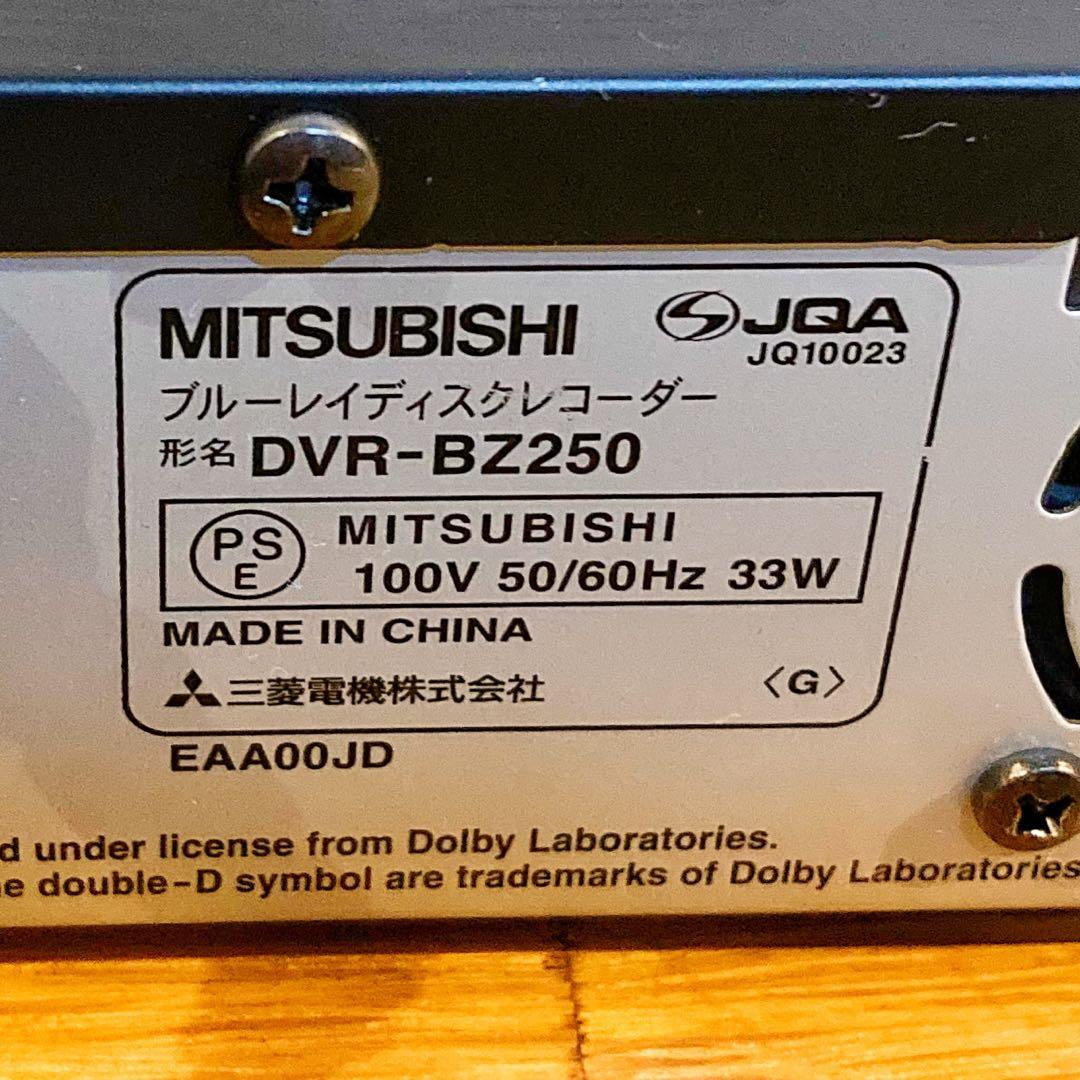 MITSUBISHI
JQA
JQ10023
ブルーレイディスクレコーダー
形名 DVR-BZ250
PSE
MITSUBISHI
100V 50/60Hz 33W
MADE IN CHINA
三菱電機株式会社 〈G〉
EAA00JD
d under license from Dolby Laboratories.
e double-D symbol are trademarks of Dolby Laboratories